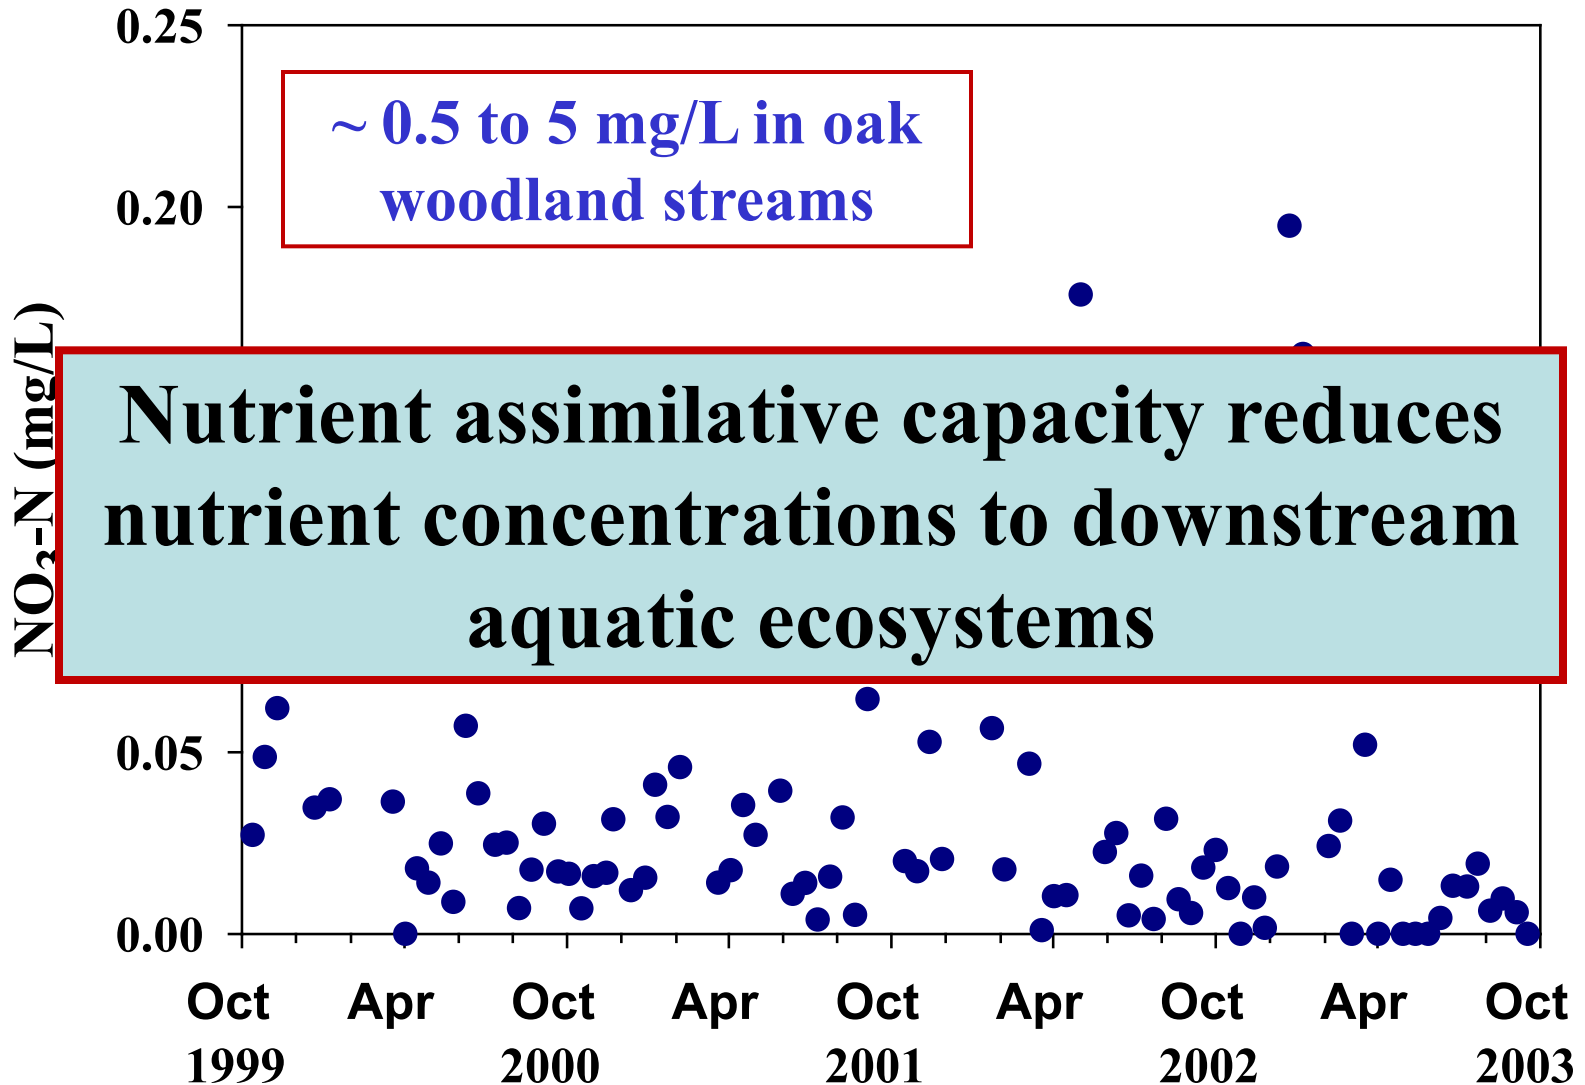 0.25
~ 0.5 to 5 mg/L in oak
woodland streams
0.20
NO3-N (mg/L)
Nutrient assimilative capacity reduces
nutrient concentrations to downstream
aquatic ecosystems
0.05
0.00
Oct Apr Oct Apr Oct Apr Oct Apr Oct
1999 2000 2001 2002 2003